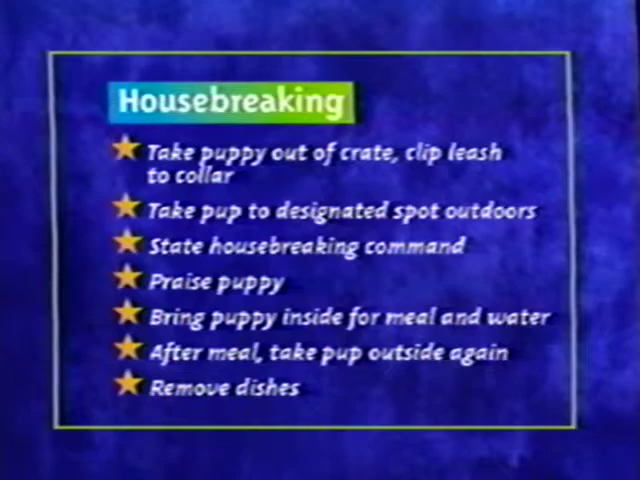 Housebreaking
Take puppy out of crate, clip leash
to collar
Take pup to designated spot outdoors
State housebreaking command
Praise puppy
Bring puppy inside for meal and water
After meal, take pup outside again
Remove dishes